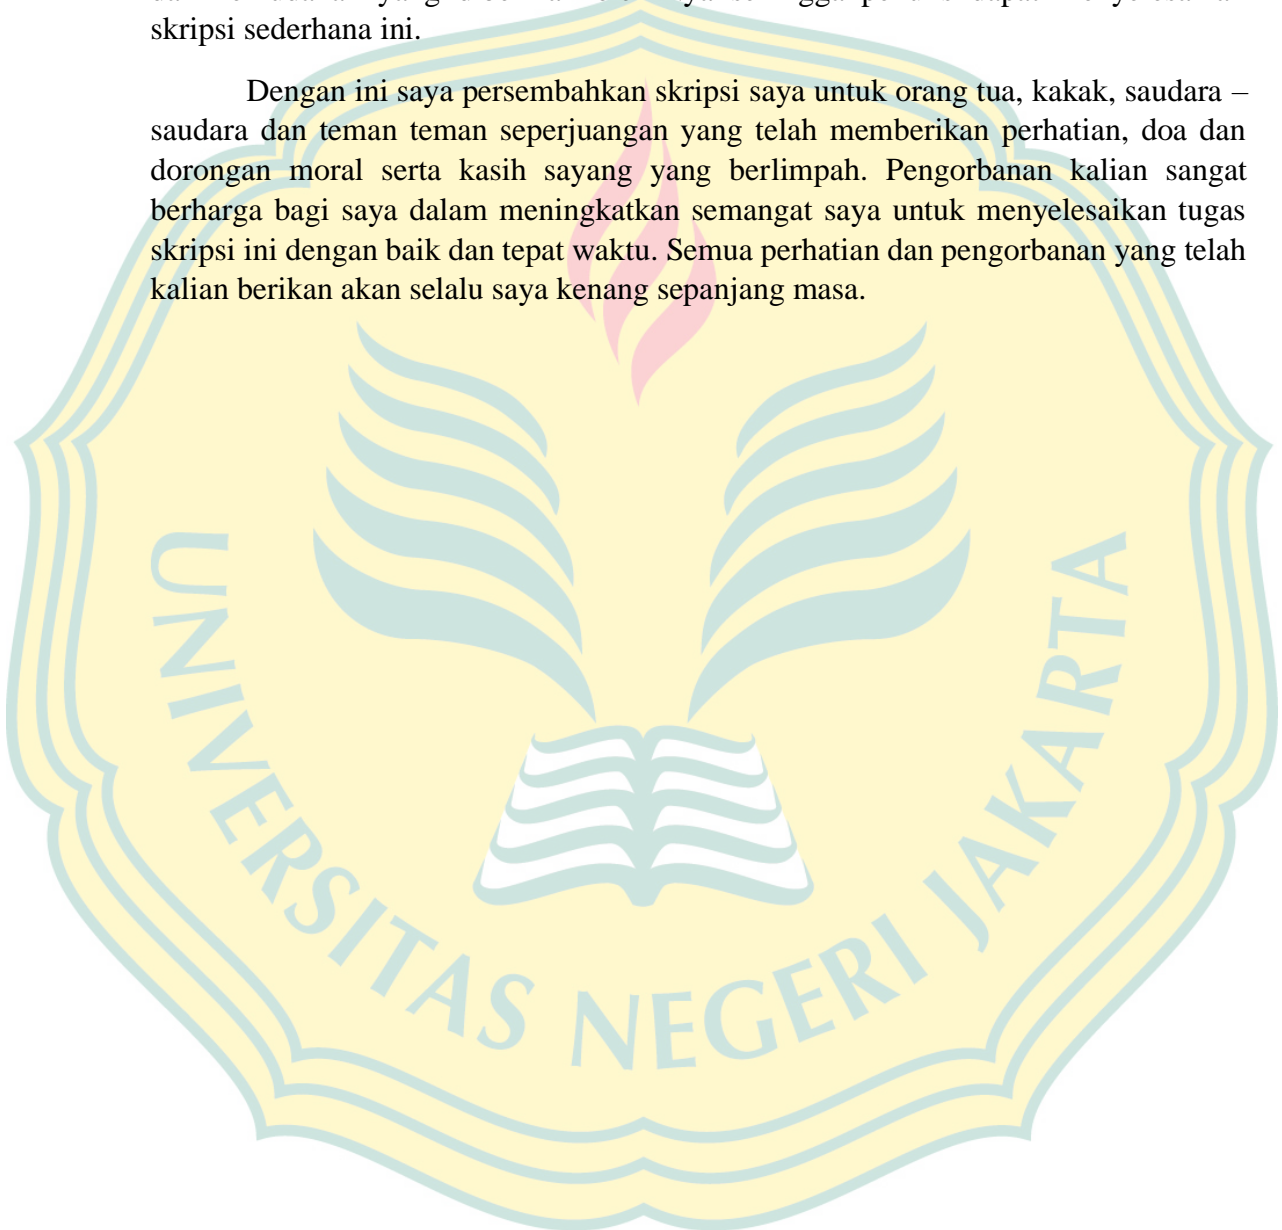 skripsi sederhana ini.
Dengan ini saya persembahkan skripsi saya untuk orang tua, kakak, saudara –
saudara dan teman teman seperjuangan yang telah memberikan perhatian, doa dan
dorongan moral serta kasih sayang yang berlimpah. Pengorbanan kalian sangat
berharga bagi saya dalam meningkatkan semangat saya untuk menyelesaikan tugas
skripsi ini dengan baik dan tepat waktu. Semua perhatian dan pengorbanan yang telah
kalian berikan akan selalu saya kenang sepanjang masa.
UNIVERSITAS NEGERI JAKARTA